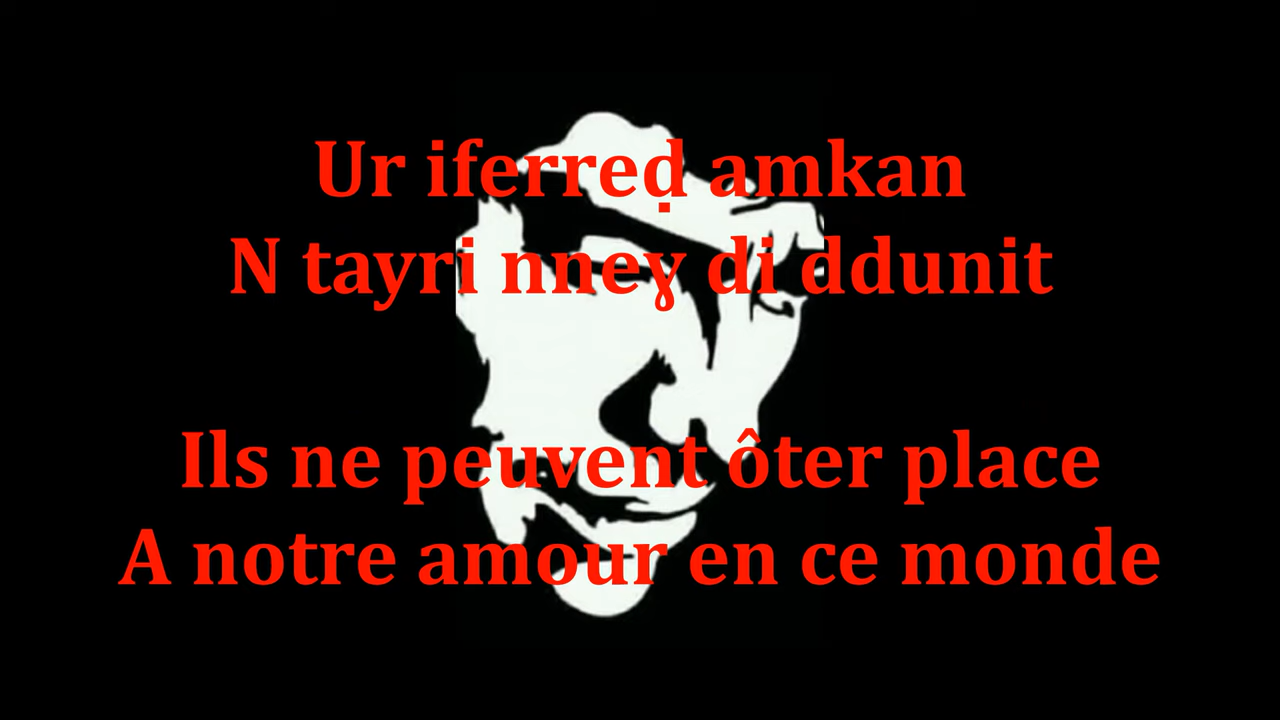 Ur iferreḍ amkan
N tayri nneɣ di ddunit
Ils ne peuvent ôter place
A notre amour en ce monde